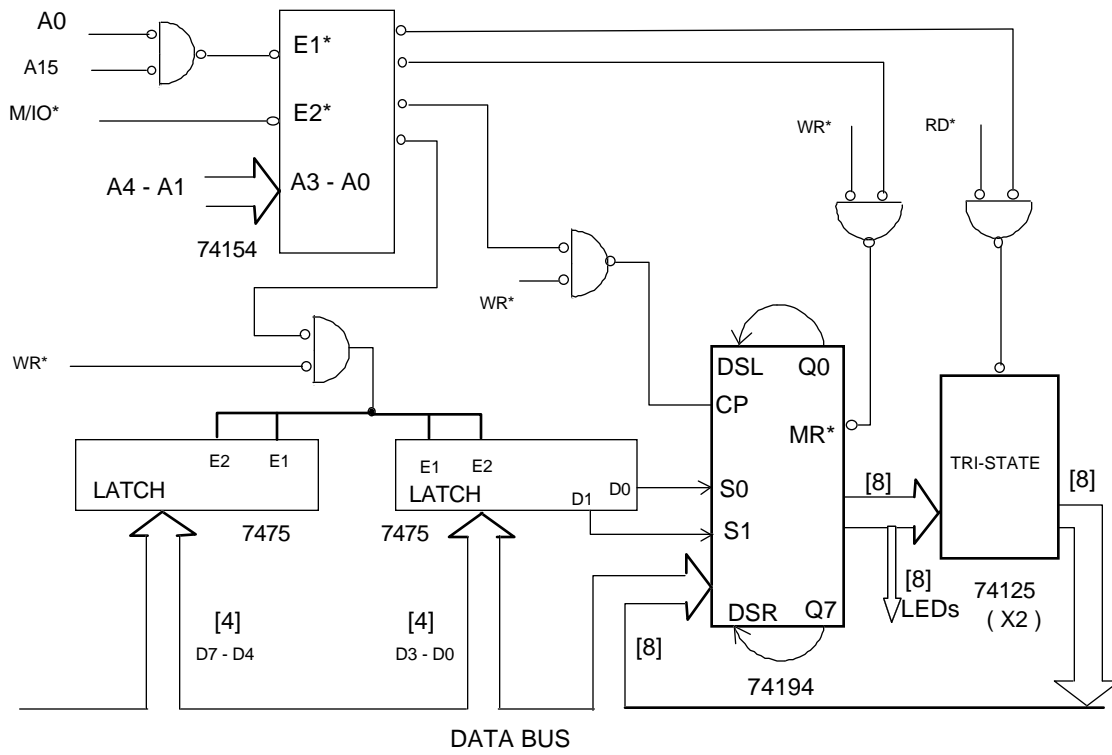 A0
E1*
A15
M/IO*
E2*
WR*
RD*
A4 - A1
A3 - A0
74154
WR*
WR*
DSL
Q0
CP
MR*
TRI-STATE
E2
E1
E1
E2
LATCH
LATCH
D1
D0
S0
S1
[8]
[8]
7475
7475
[8]
LEDs
74125
( X2 )
DSR
Q7
[4]
D7 - D4
[4]
D3 - D0
[8]
74194
DATA BUS